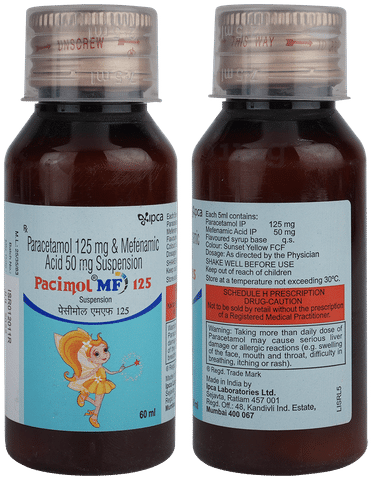 UNSCREW
ipca
Paracetamol 125 mg & Mefenamic
Acid 50 mg Suspension
Pacimol® MF 125
Suspension
पेसीमोल एमएफ 125
60 ml
THIS WAY
ipca
Each 5ml contains:
Paracetamol IP 125 mg
Mefenamic Acid IP 50 mg
Flavoured syrup base q.s.
Colour: Sunset Yellow FCF
Dosage: As directed by the Physician
SHAKE WELL BEFORE USE
Keep out of reach of children
Store at a temperature not exceeding 30°C.
SCHEDULE H PRESCRIPTION
DRUG-CAUTION
Not to be sold by retail without the prescription
of a Registered Medical Practitioner.
Warning: Taking more than daily dose of
Paracetamol may cause serious liver
damage or allergic reactions (e.g. swelling
of the face, mouth and throat, difficulty in
breathing, itching or rash).
® Regd. Trade Mark
Made in India by
Ipca Laboratories Ltd.
Sejavta, Ratlam 457 001
Regd. Off.: 48, Kandivli Ind. Estate,
Mumbai 400 067
LISRL5